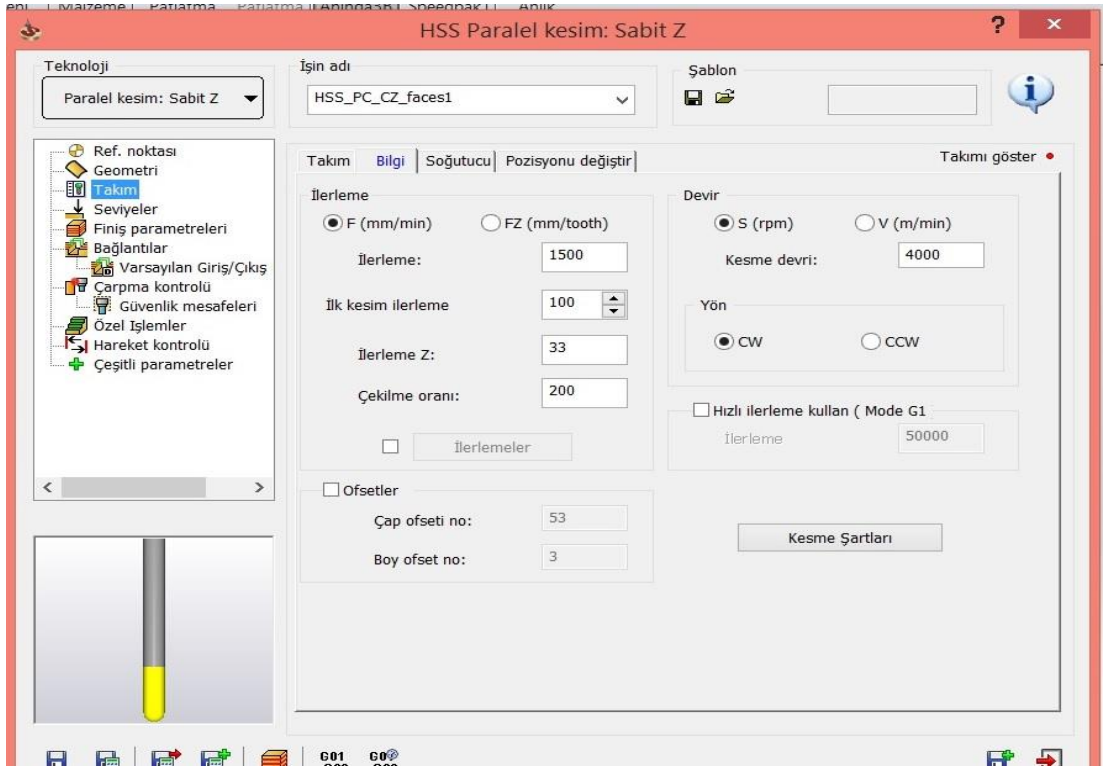 Malzeme
HSS Paralel kesim: Sabit Z
?
×
Teknoloji
Paralel kesim: Sabit Z
İşin adı
HSS_PC_CZ_faces1
Şablon
Ref. noktası
Geometri
Takım
Seviyeler
Finiş parametreleri
Bağlantılar
Varsayılan Giriş/Çıkış
Çarpma kontrolü
Güvenlik mesafeleri
Özel Işlemler
Hareket kontrolü
Çeşitli parametreler
Takım Bilgi Soğutucu Pozisyonu değiştir
Takımı göster
İlerleme
F (mm/min) FZ (mm/tooth)
İlerleme: 1500
İlk kesim ilerleme 100
İlerleme Z: 33
Çekilme oranı: 200
İlerlemeler
Ofsetler
Çap ofseti no: 53
Boy ofset no: 3
Devir
S (rpm) V (m/min)
Kesme devri: 4000
Yön
CW CCW
Hızlı ilerleme kullan ( Mode G1
İlerleme 50000
Kesme Şartları
G01